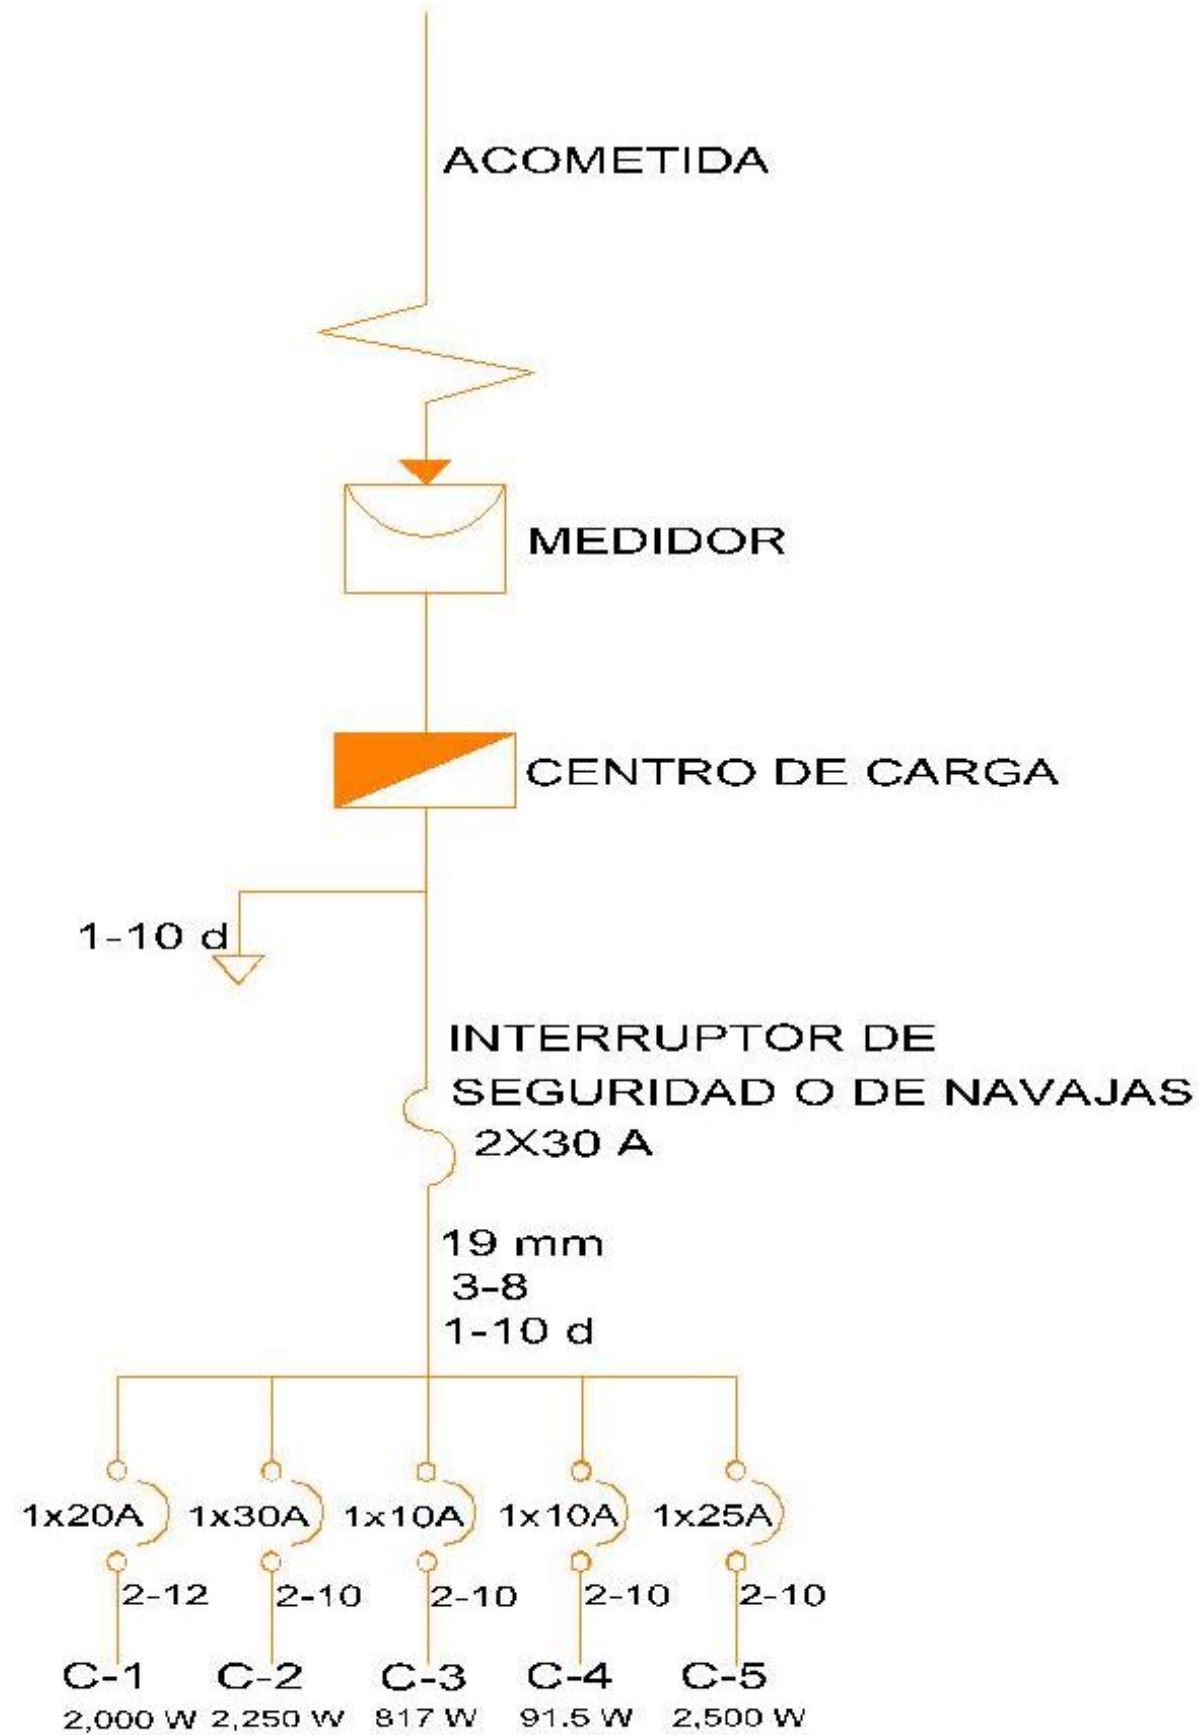 ACOMETIDA
MEDIDOR
CENTRO DE CARGA
1-10 d
INTERRUPTOR DE
SEGURIDAD O DE NAVAJAS
2X30 A
19 mm
3-8
1-10 d
1x20A 1x30A 1x10A 1x10A 1x25A
2-12 2-10 2-10 2-10 2-10
C-1 C-2 C-3 C-4 C-5
2,000 W 2,250 W 817 W 91.5 W 2,500 W